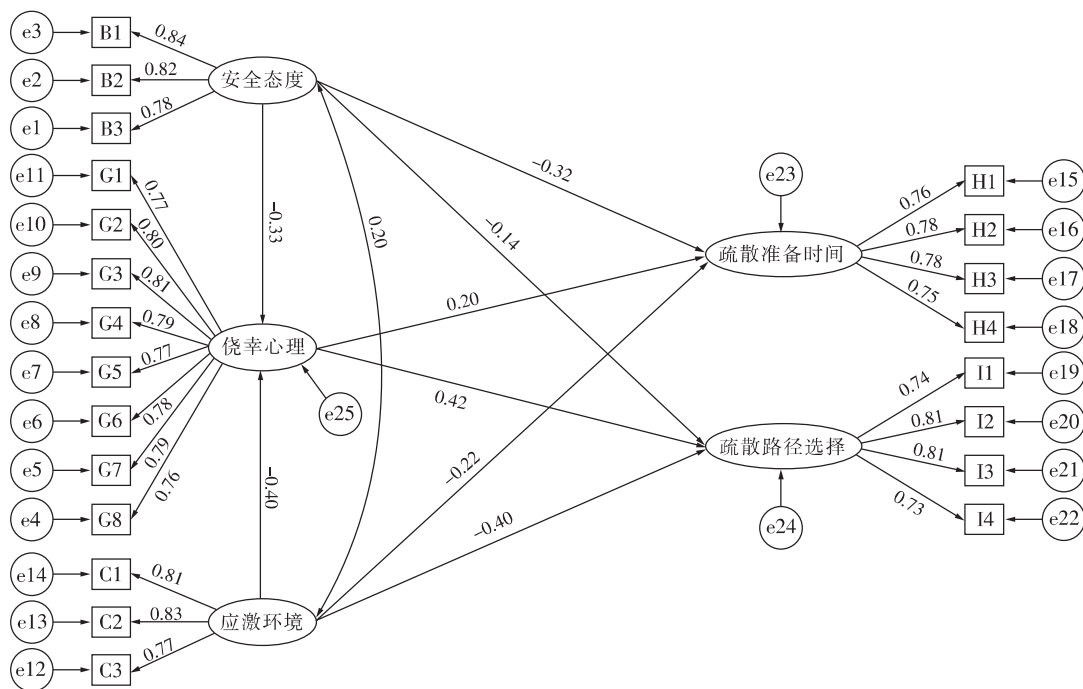 e3
B1
0.84
e2
B2
0.82
安全态度
e1
B3
0.78
e11
G1
0.77
e10
G2
0.80
e9
G3
0.81
e8
G4
0.79
e7
G5
0.77
侥幸心理
e6
G6
0.78
e5
G7
0.79
e4
G8
0.76
e25
e14
C1
0.81
e13
C2
0.83
应激环境
e12
C3
0.77
-0.33
-0.40
0.20
-0.32
-0.14
0.20
0.42
-0.22
-0.40
e23
疏散准备时间
0.76
H1
e15
0.78
H2
e16
0.78
H3
e17
0.75
H4
e18
疏散路径选择
e24
0.74
I1
e19
0.81
I2
e20
0.81
I3
e21
0.73
I4
e22